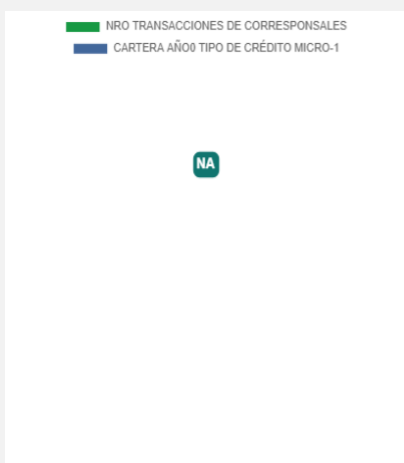 NRO TRANSACCIONES DE CORRESPONSALES
CARTERA AÑO0 TIPO DE CRÉDITO MICRO-1
NA